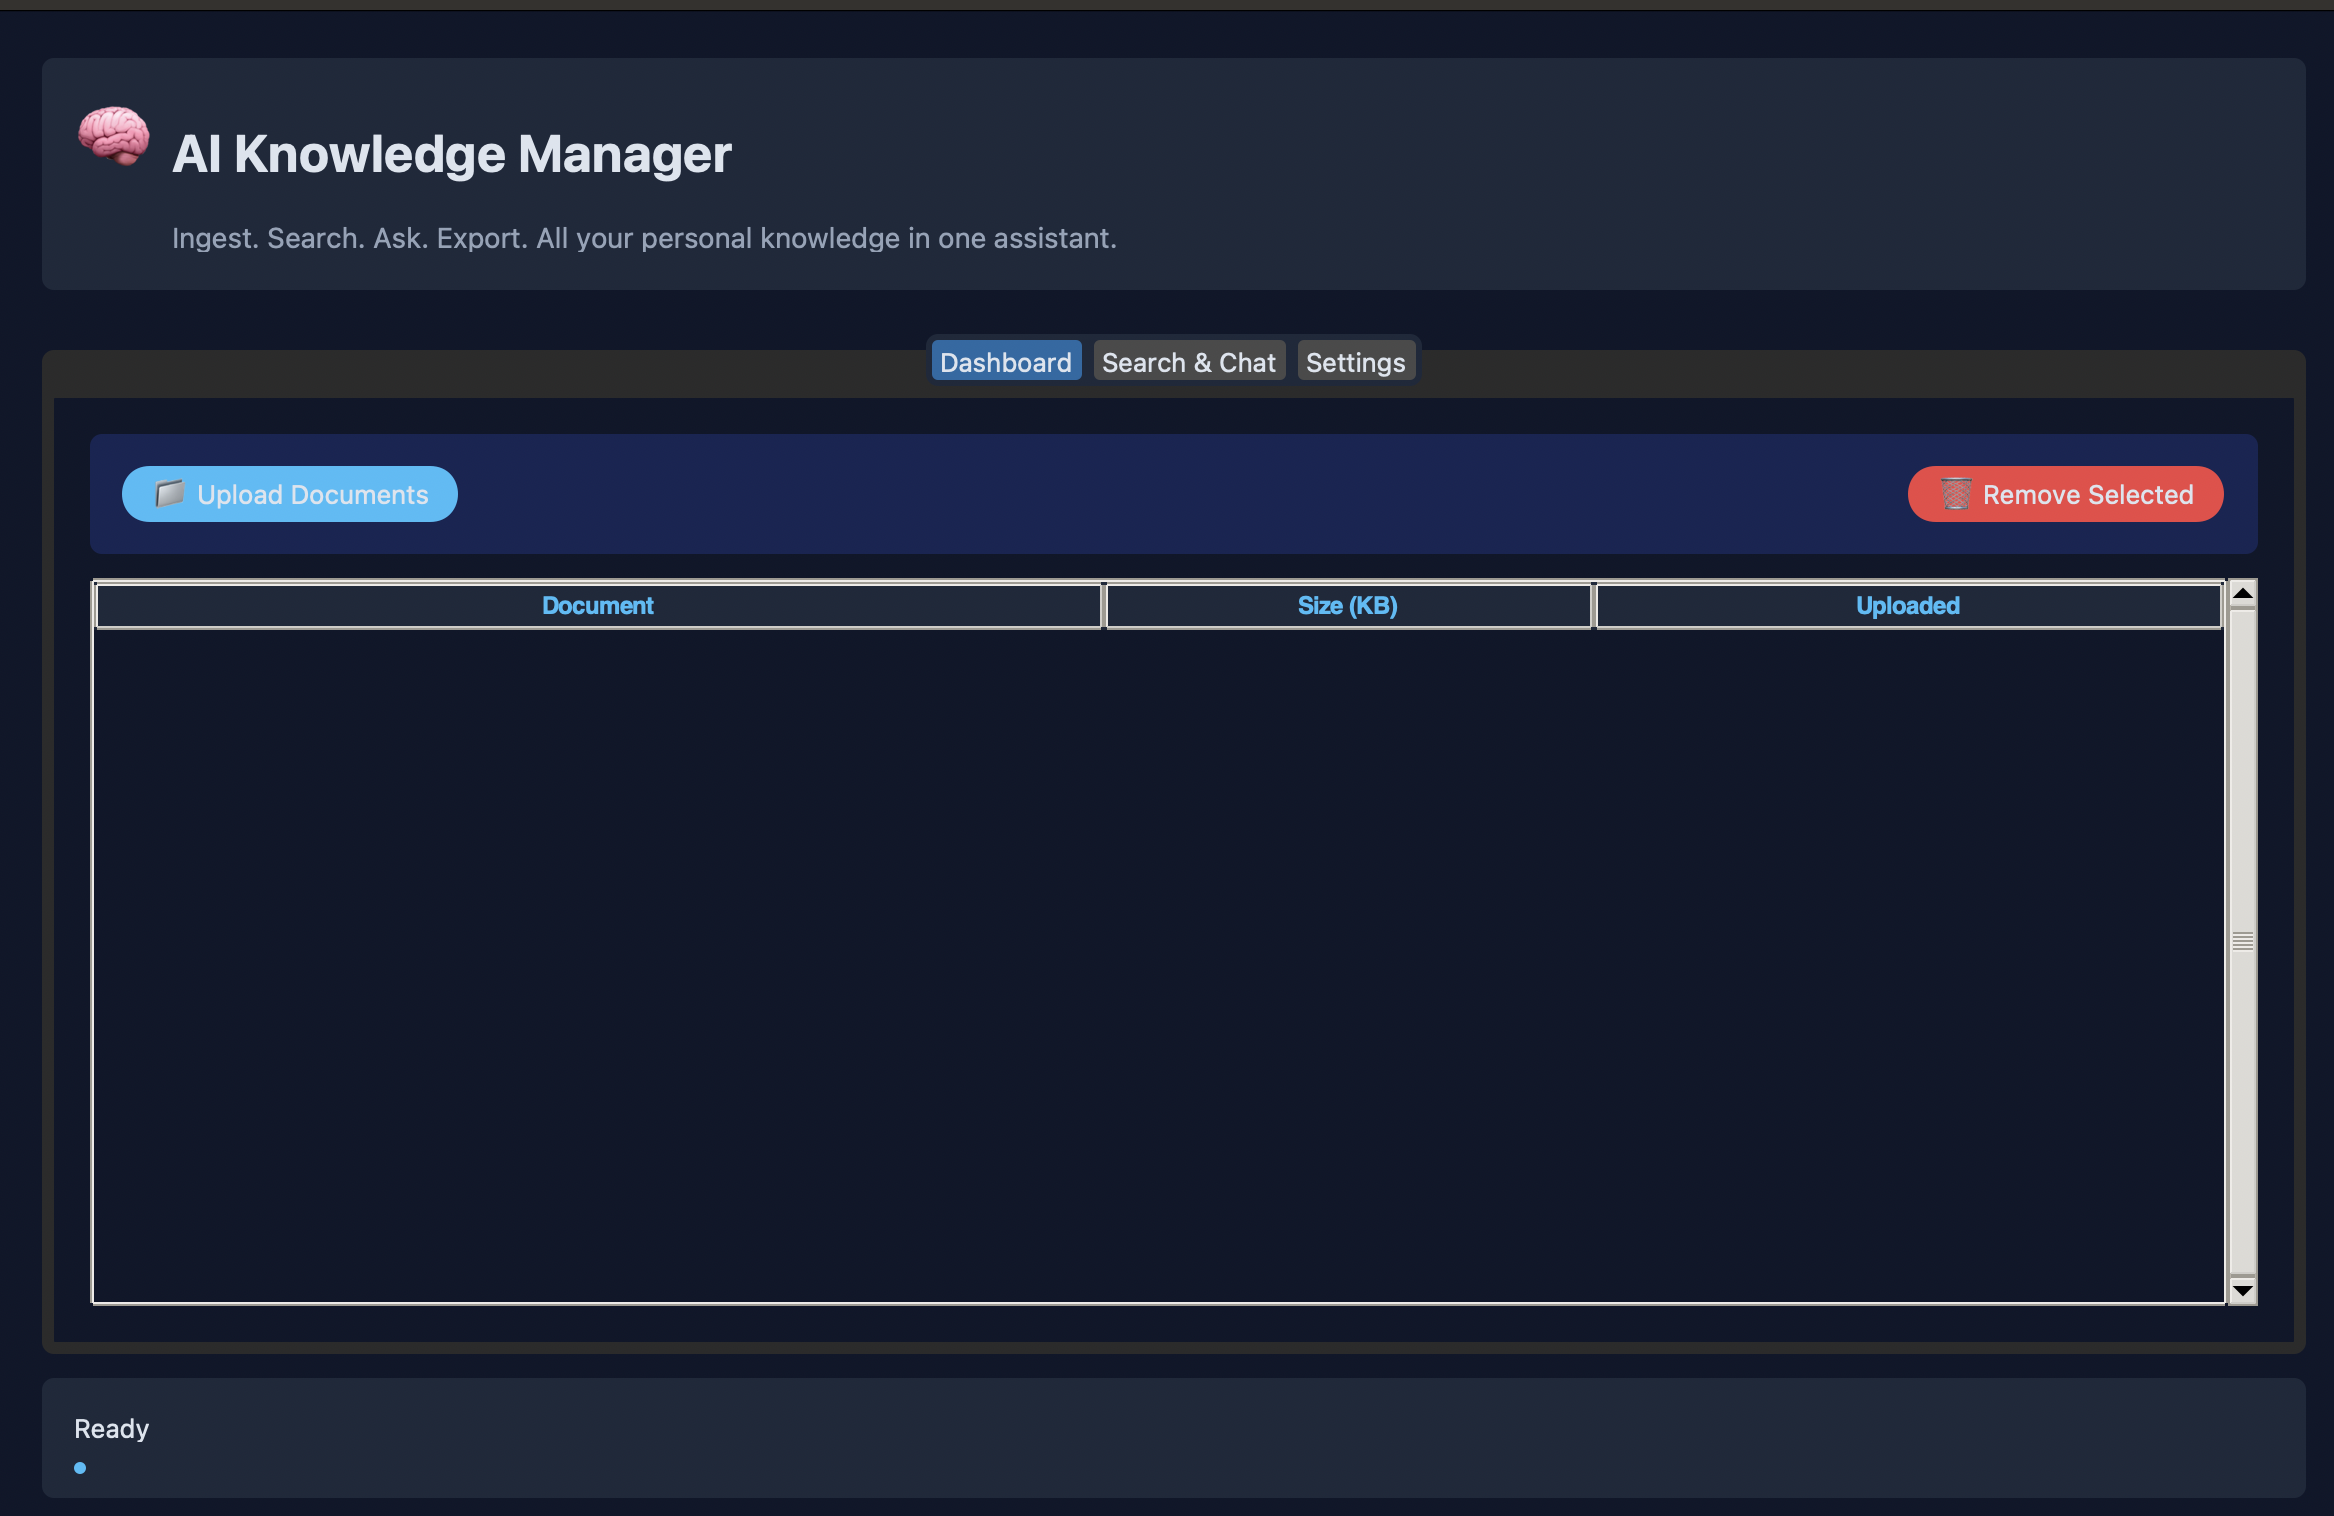 AI Knowledge Manager
Ingest. Search. Ask. Export. All your personal knowledge in one assistant.
Dashboard Search & Chat Settings
Upload Documents Remove Selected
Document Size (KB) Uploaded
Ready